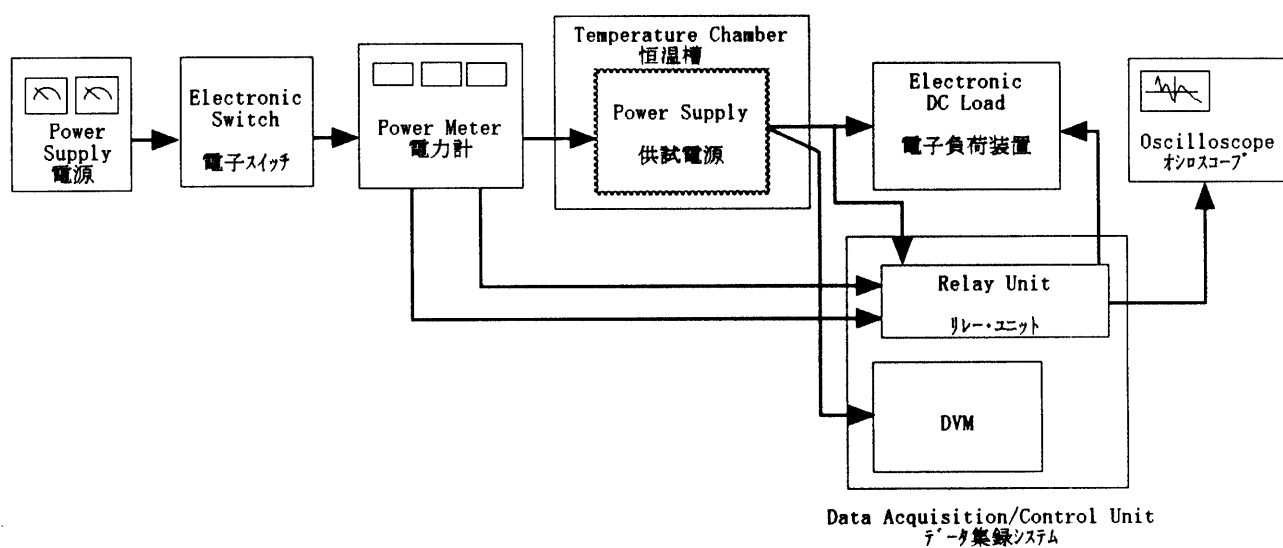 Power
Supply
電源
Electronic
Switch
電子スイッチ
Power Meter
電力計
Temperature Chamber
恒温槽
Power Supply
供試電源
Electronic
DC Load
電子負荷装置
Oscilloscope
オシロスコープ
Relay Unit
リレー・ユニット
DVM
Data Acquisition/Control Unit
データ集録システム